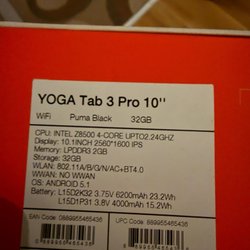 YOGA Tab 3 Pro 10''
WiFi Puma Black 32GB
CPU: INTEL Z8500 4-CORE UPTO2.24GHZ
Display: 10.1INCH 2560*1600 IPS
Memory: LPDDR3 2GB
Storage: 32GB
WLAN: 802.11A/B/G/N/AC+BT4.0
WWAN: NO WWAN
OS: ANDROID 5.1
Battery: L15D2K32 3.75V 6200mAh 23.2Wh
L15D1P32 3.8V 4000mAh 15.2Wh
EAN Code: 0889955465436 UPC Code: